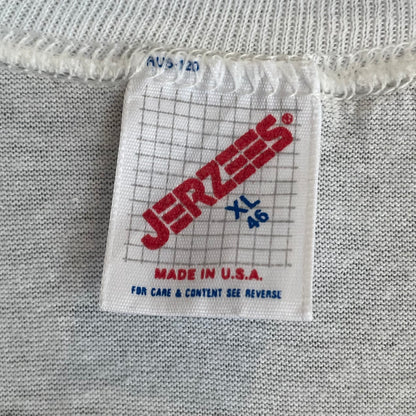 AUS-120
JERZEES®
XL
46
MADE IN U.S.A.
FOR CARE & CONTENT SEE REVERSE